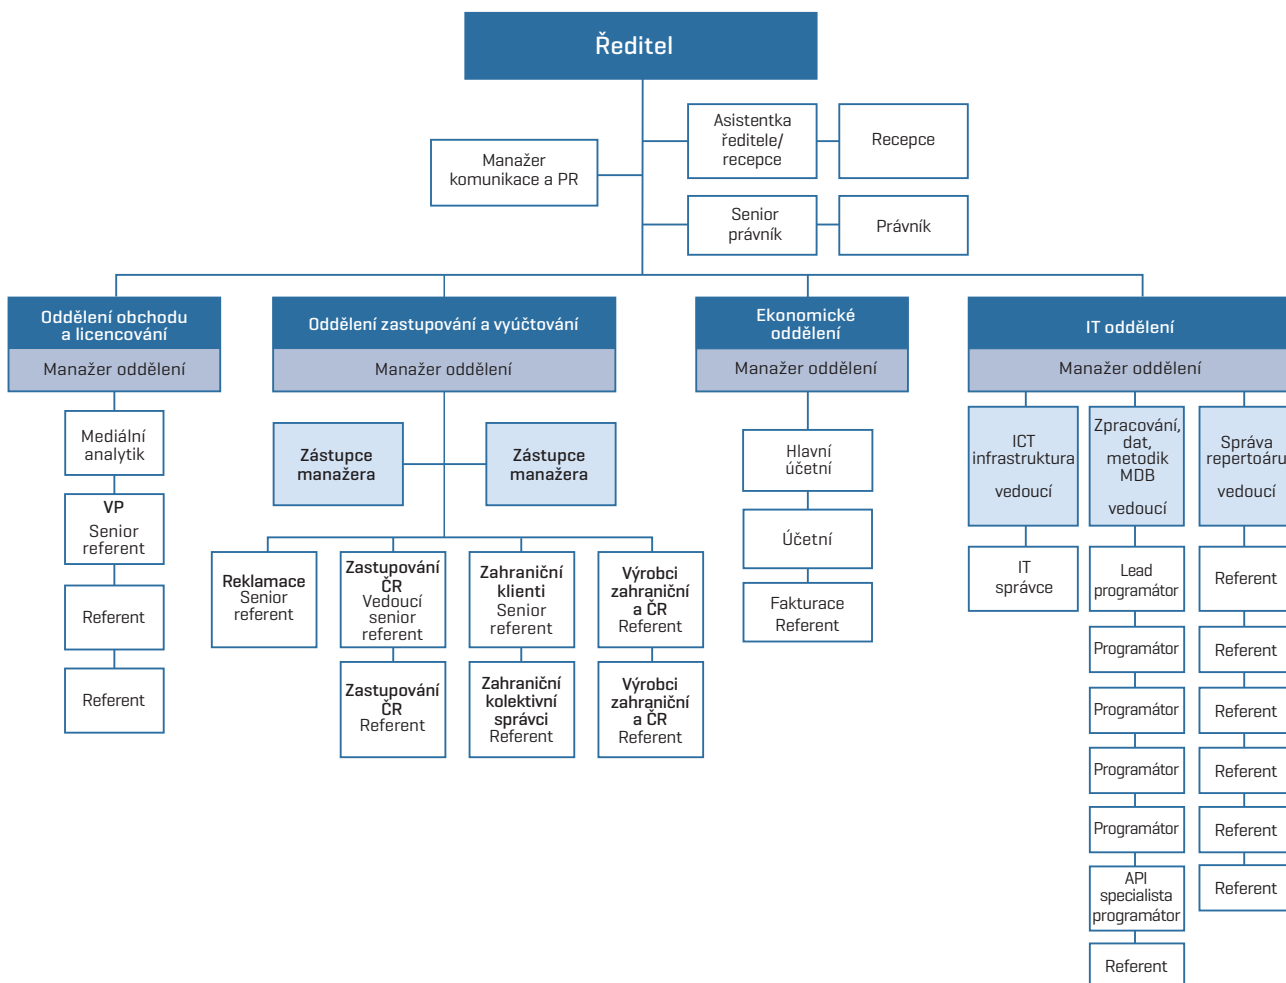 Ředitel
Asistentka
ředitele/
recepce
Recepce
Manažer
komunikace a PR
Senior
právník
Právník
Oddělení obchodu
a licencování
Manažer oddělení
Mediální
analytik
VP
Senior
referent
Referent
Referent
Oddělení zastupování a vyúčtování
Manažer oddělení
Zástupce
manažera
Zástupce
manažera
Reklamace
Senior
referent
Zastupování
ČR
Vedoucí
senior
referent
Zahraniční
klienti
Senior
referent
Výrobci
zahraniční
a ČR
Referent
Zastupování
ČR
Referent
Zahraniční
kolektivní
správci
Referent
Výrobci
zahraniční
a ČR
Referent
Ekonomické
oddělení
Manažer oddělení
Hlavní
účetní
Účetní
Fakturace
Referent
IT oddělení
Manažer oddělení
ICT
infrastruktura
vedoucí
IT
správce
Zpracování,
dat,
metodik
MDB
vedoucí
Lead
programátor
Programátor
Programátor
Programátor
Programátor
API
specialista
programátor
Referent
Správa
repertoáru
vedoucí
Referent
Referent
Referent
Referent
Referent
Referent